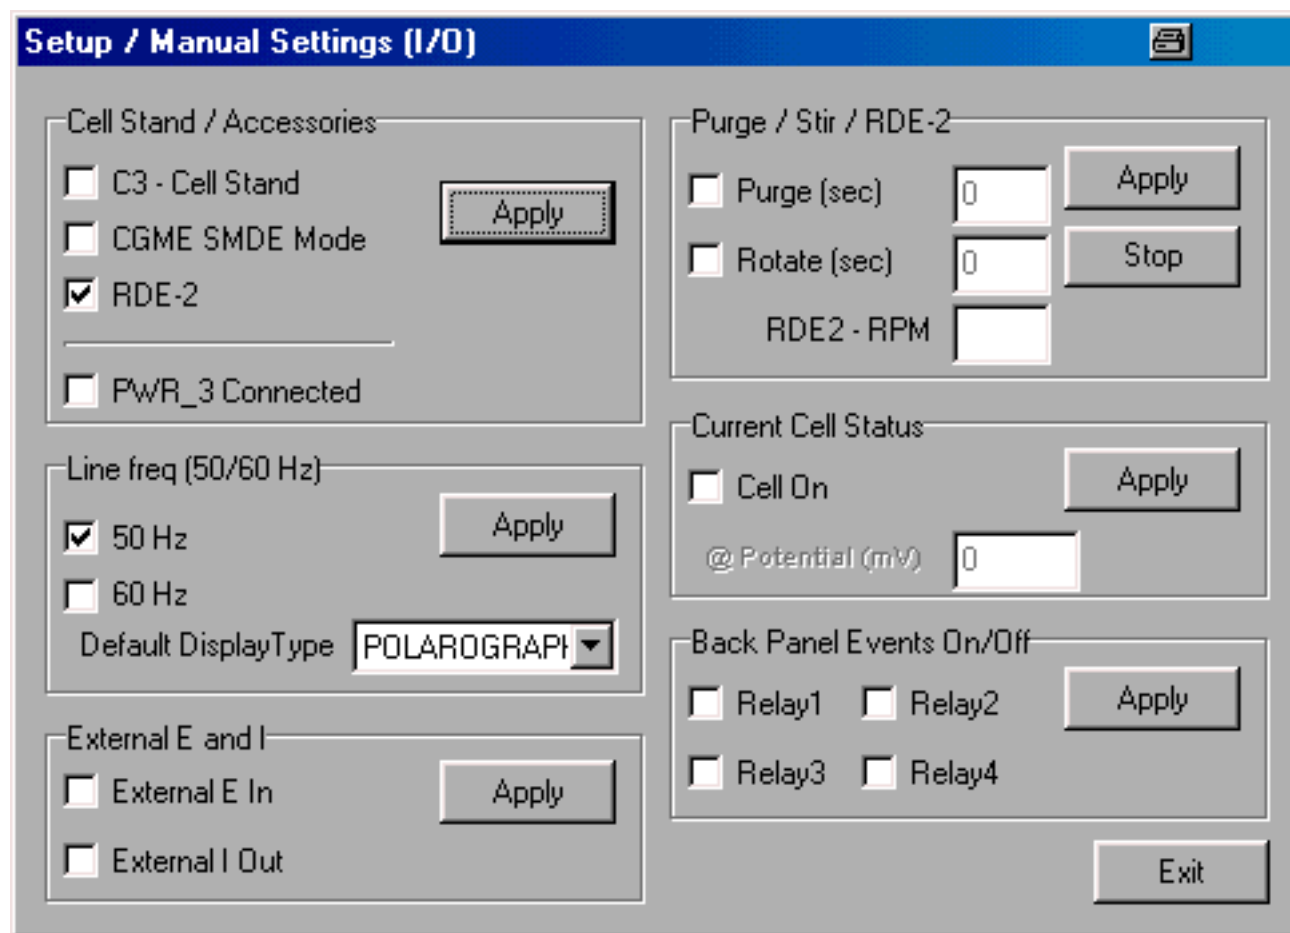 Setup / Manual Settings (I/O)
Cell Stand / Accessories
C3 - Cell Stand
CGME SMDE Mode
RDE-2
PWR_3 Connected
Apply
Line freq (50/60 Hz)
50 Hz
60 Hz
Apply
Default DisplayType POLAROGRAPH
External E and I
External E In
External I Out
Apply
Purge / Stir / RDE-2
Purge (sec) 0 Apply
Rotate (sec) 0 Stop
RDE2 - RPM
Current Cell Status
Cell On Apply
@ Potential (mV) 0
Back Panel Events On/Off
Relay1 Relay2 Apply
Relay3 Relay4
Exit